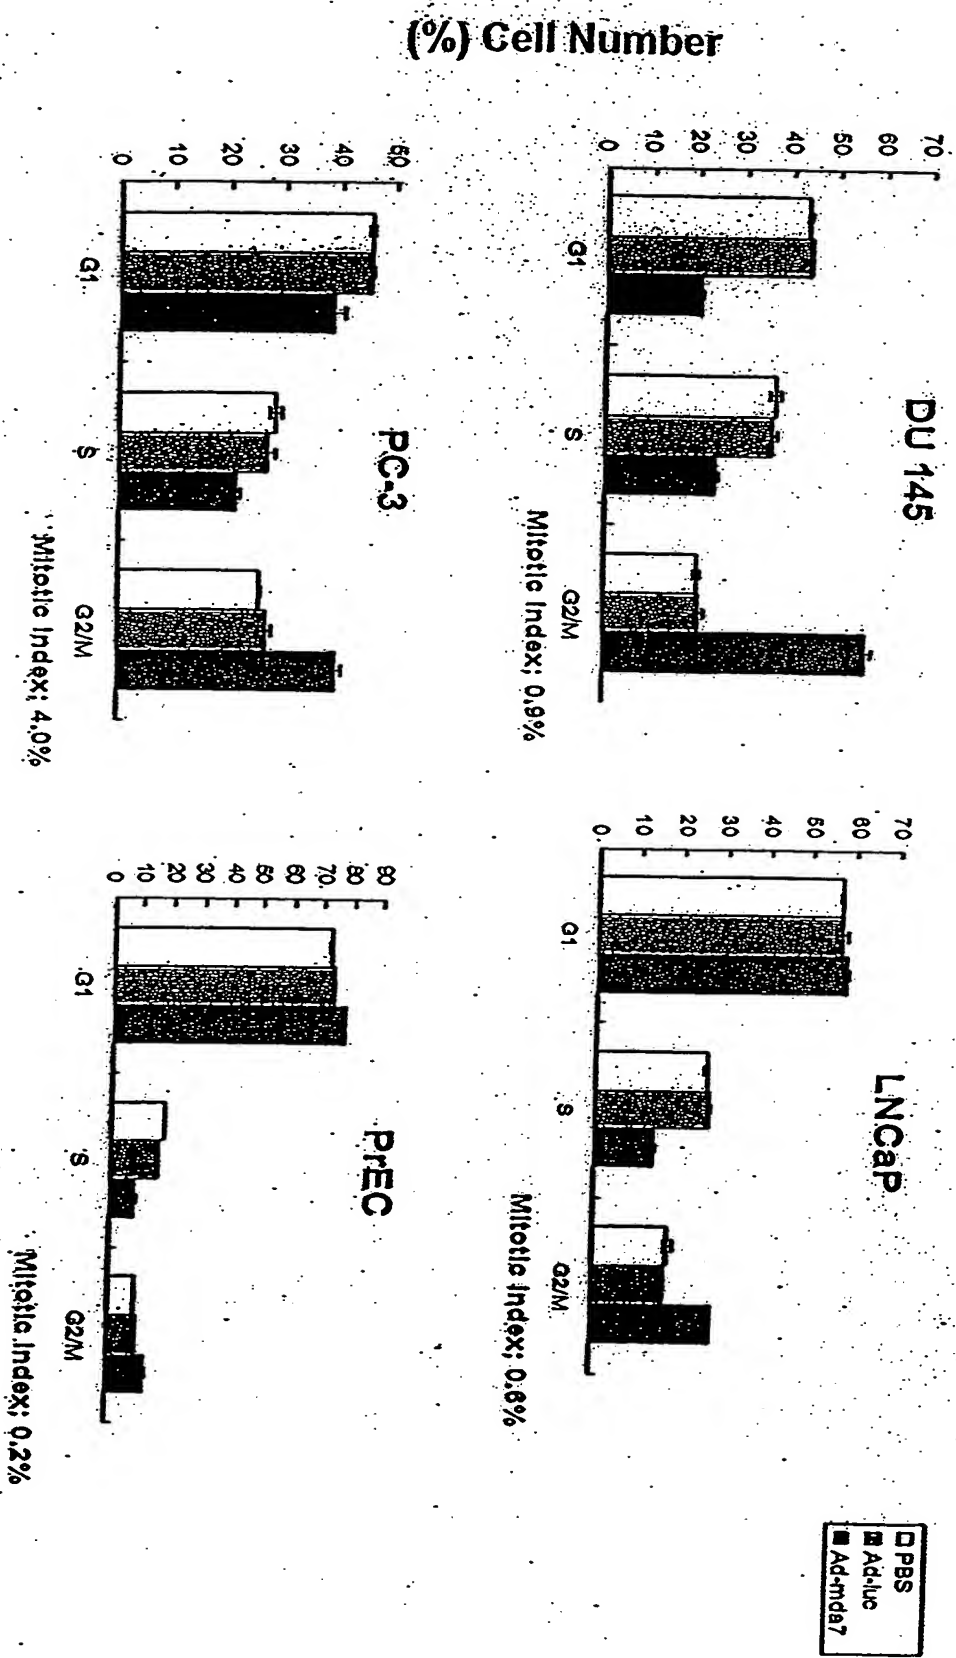 (%) Cell Number
DU 145
70
60
50
40
30
20
10
0
G1
S
G2/M
Mitotic Index; 0.9%
LNCaP
70
60
50
40
30
20
10
0
G1
S
G2/M
Mitotic Index; 0.6%
PBS
Ad-luc
Ad-mda7
PC-3
50
40
30
20
10
0
G1
S
G2/M
Mitotic Index; 4.0%
PrEC
90
80
70
60
50
40
30
20
10
0
G1
S
G2/M
Mitotic Index; 0.2%